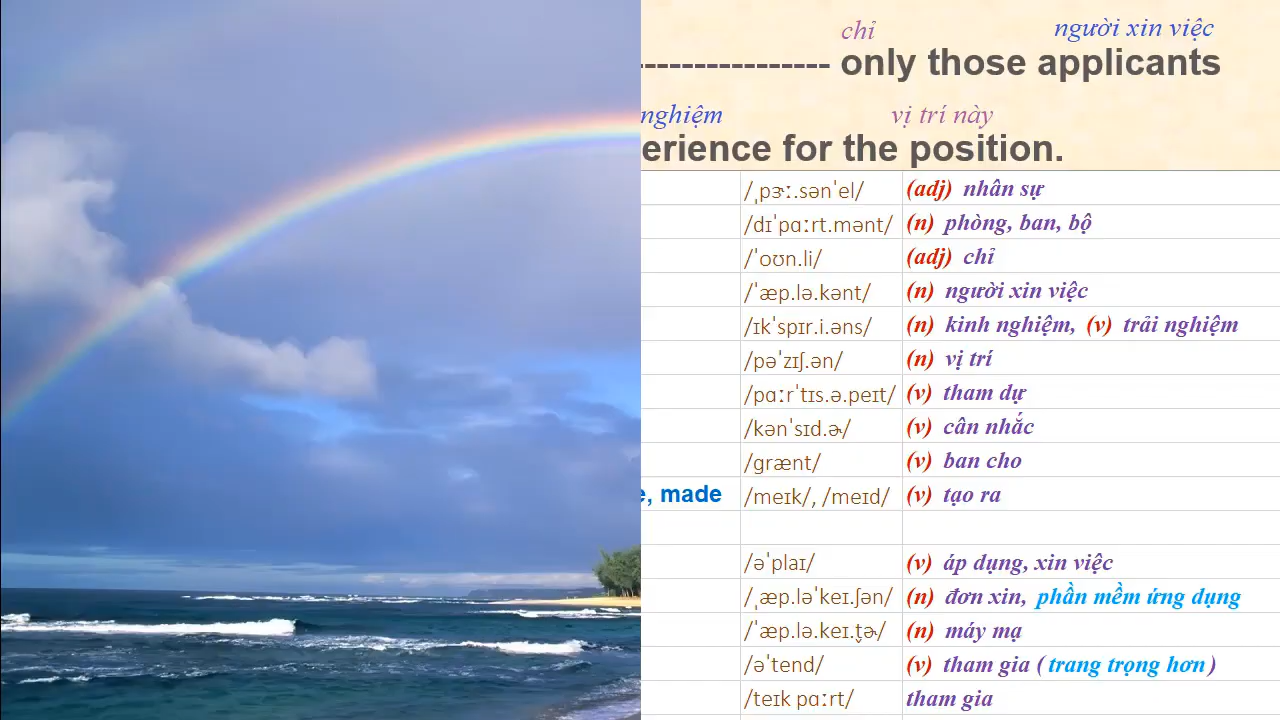 chỉ người xin việc
---------------- only those applicants
nghiệm vị trí này
erience for the position.
/ˌpɝː.sənˈel/ (adj) nhân sự
/dɪˈpɑːrt.mənt/ (n) phòng, ban, bộ
/ˈoʊn.li/ (adj) chỉ
/ˈæp.lə.kənt/ (n) người xin việc
/ɪkˈspɪr.i.əns/ (n) kinh nghiệm, (v) trải nghiệm
/pəˈzɪʃ.ən/ (n) vị trí
/pɑːrˈtɪs.ə.peɪt/ (v) tham dự
/kənˈsɪd.ɚ/ (v) cân nhắc
/grænt/ (v) ban cho
e, made /meɪk/, /meɪd/ (v) tạo ra
/əˈplaɪ/ (v) áp dụng, xin việc
/ˌæp.ləˈkeɪ.ʃən/ (n) đơn xin, phần mềm ứng dụng
/ˈæp.lə.keɪ.t̬ɚ/ (n) máy mạ
/əˈtend/ (v) tham gia (trang trọng hơn)
/teɪk pɑːrt/ tham gia